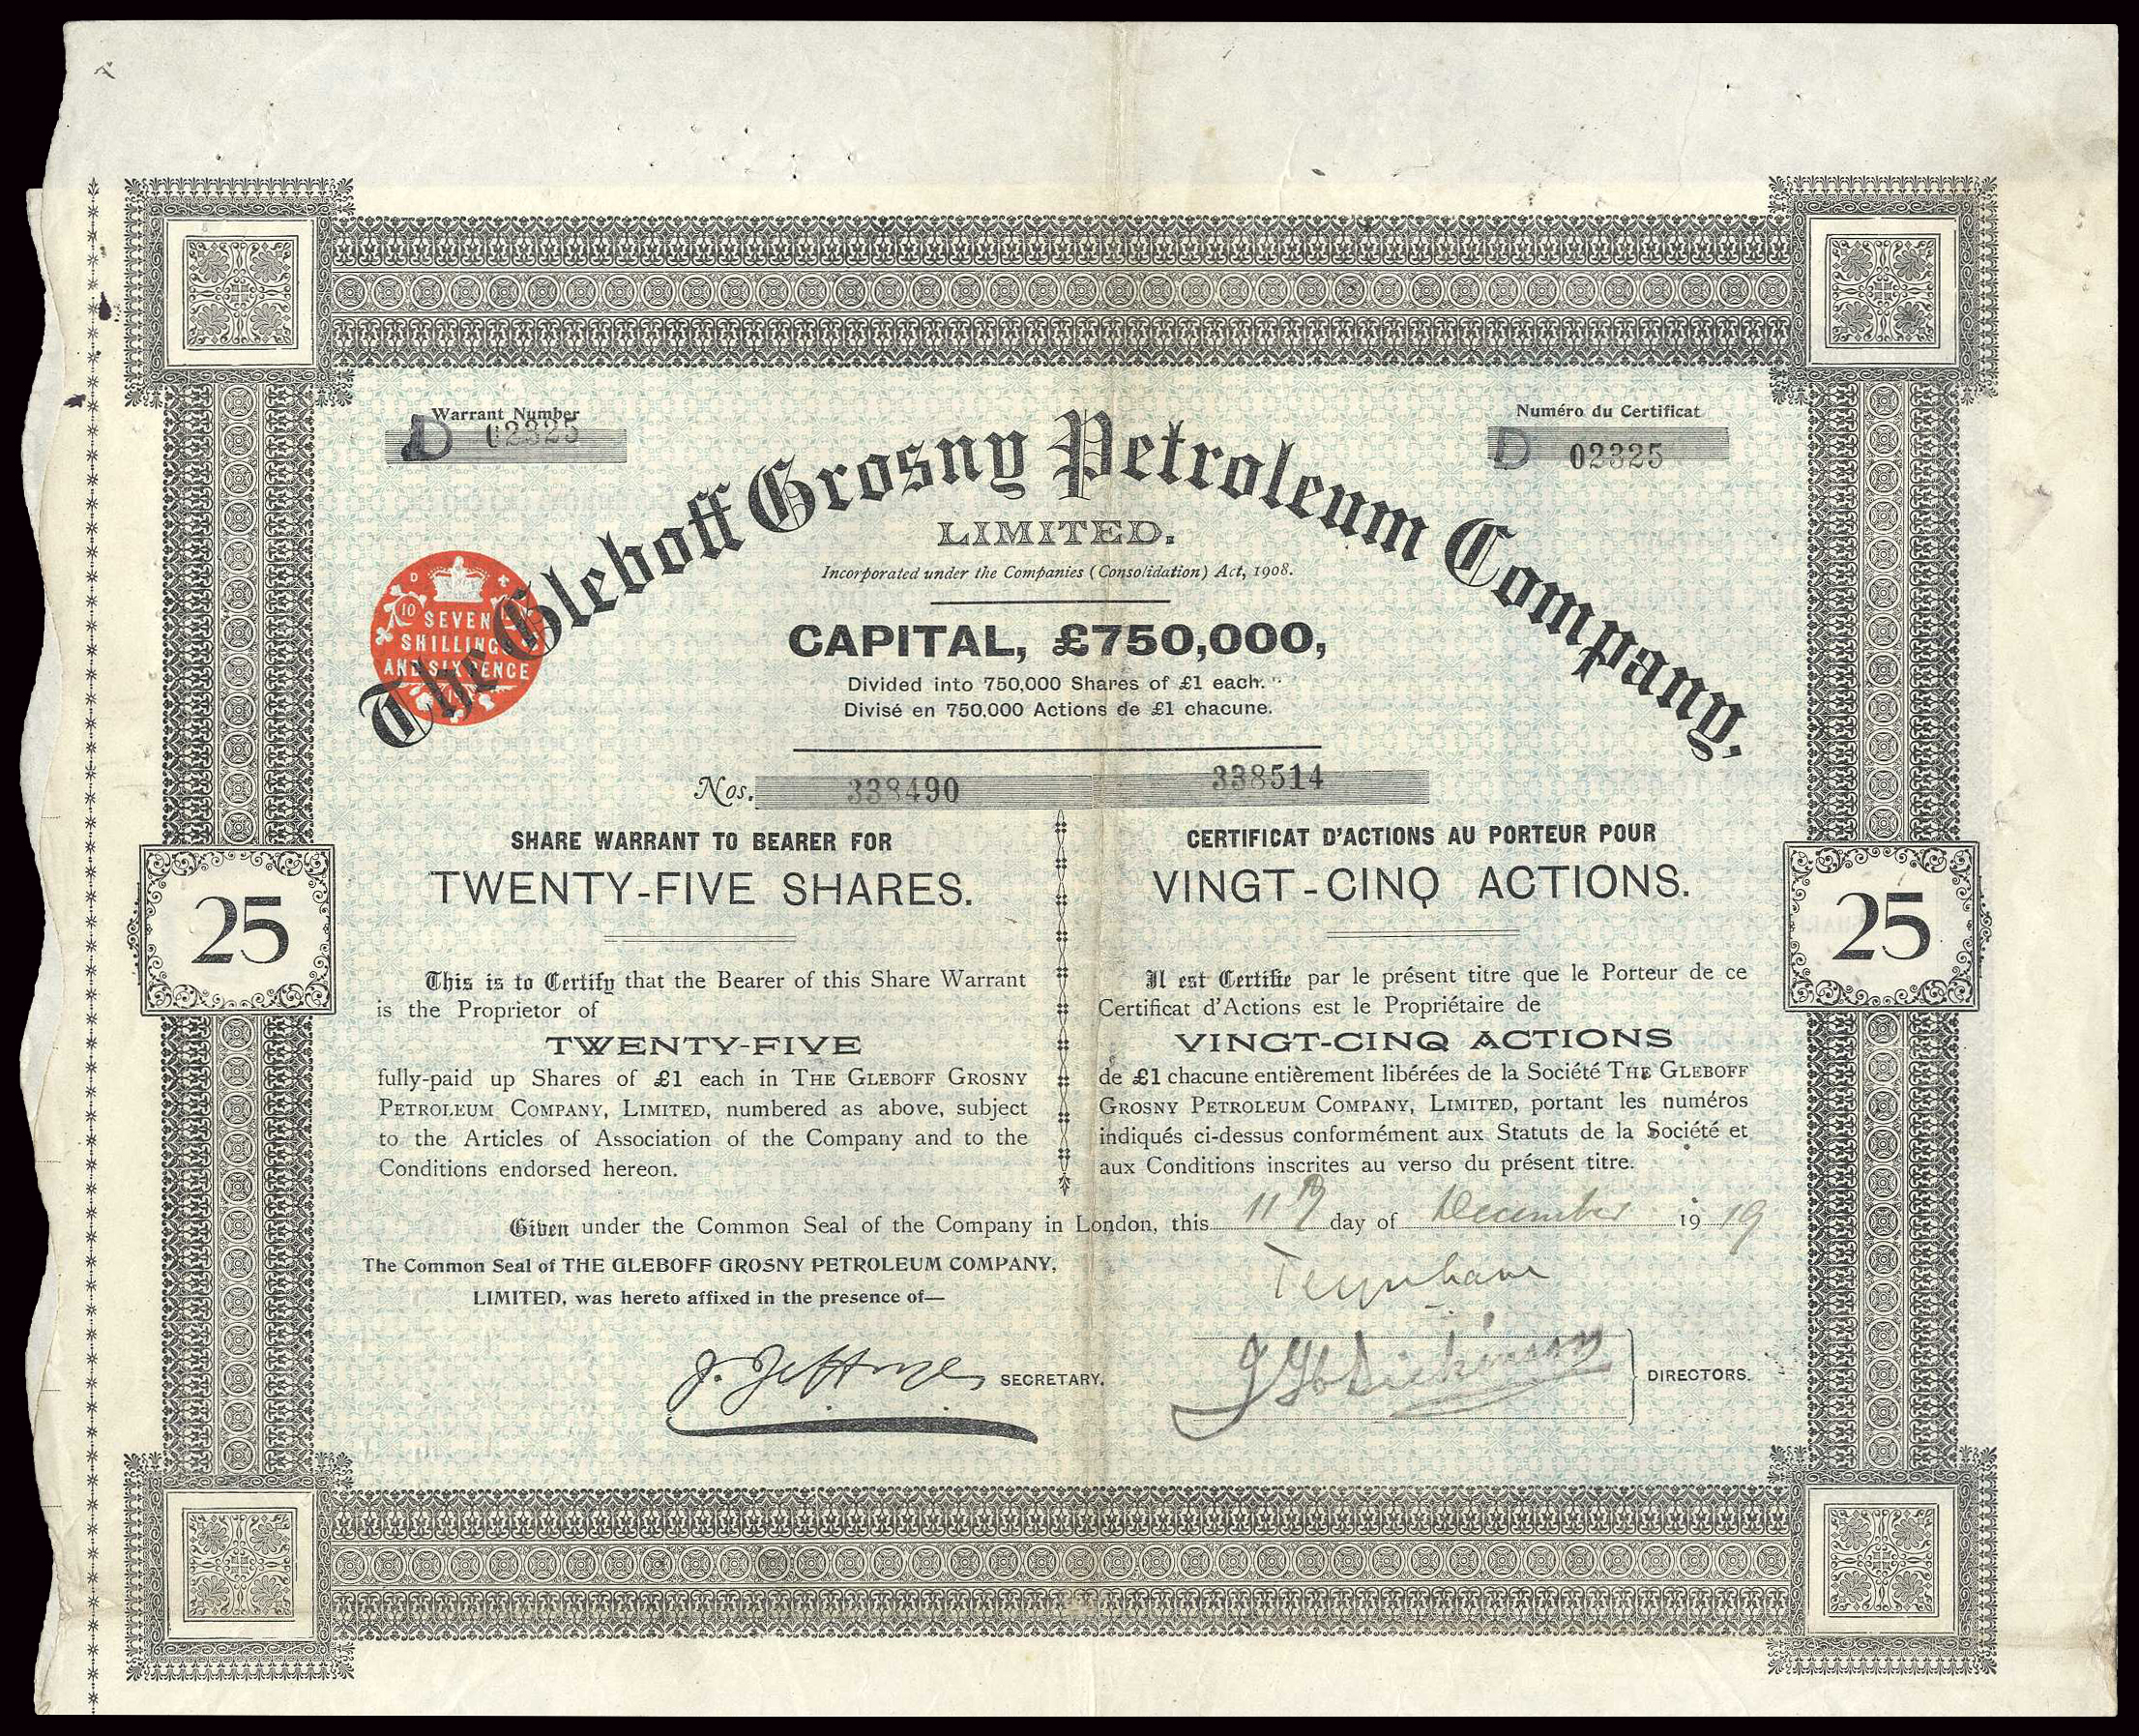 Warrant Number
D 02325
Numéro du Certificat
D 02325
The Gleboff Grosny Petroleum Company,
LIMITED.
Incorporated under the Companies (Consolidation) Act, 1908.
SEVEN
SHILLINGS
AND SIXPENCE
CAPITAL, £750,000,
Divided into 750,000 Shares of £1 each.
Divisé en 750,000 Actions de £1 chacune.
Nos. 338490 338514
SHARE WARRANT TO BEARER FOR
TWENTY-FIVE SHARES.
25
This is to Certify that the Bearer of this Share Warrant
is the Proprietor of
TWENTY-FIVE
fully-paid up Shares of £1 each in THE GLEBOFF GROSNY
PETROLEUM COMPANY, LIMITED, numbered as above, subject
to the Articles of Association of the Company and to the
Conditions endorsed hereon.
CERTIFICAT D'ACTIONS AU PORTEUR POUR
VINGT-CINQ ACTIONS.
25
Il est Certifie par le présent titre que le Porteur de ce
Certificat d'Actions est le Propriétaire de
VINGT-CINQ ACTIONS
de £1 chacune entièrement libérées de la Société THE GLEBOFF
GROSNY PETROLEUM COMPANY, LIMITED, portant les numéros
indiqués ci-dessus conformément aux Statuts de la Société et
aux Conditions inscrites au verso du présent titre.
Given under the Common Seal of the Company in London, this 11th day of December 19 19
The Common Seal of THE GLEBOFF GROSNY PETROLEUM COMPANY,
LIMITED, was hereto affixed in the presence of—
Teynham
SECRETARY.
Dickinson
DIRECTORS.